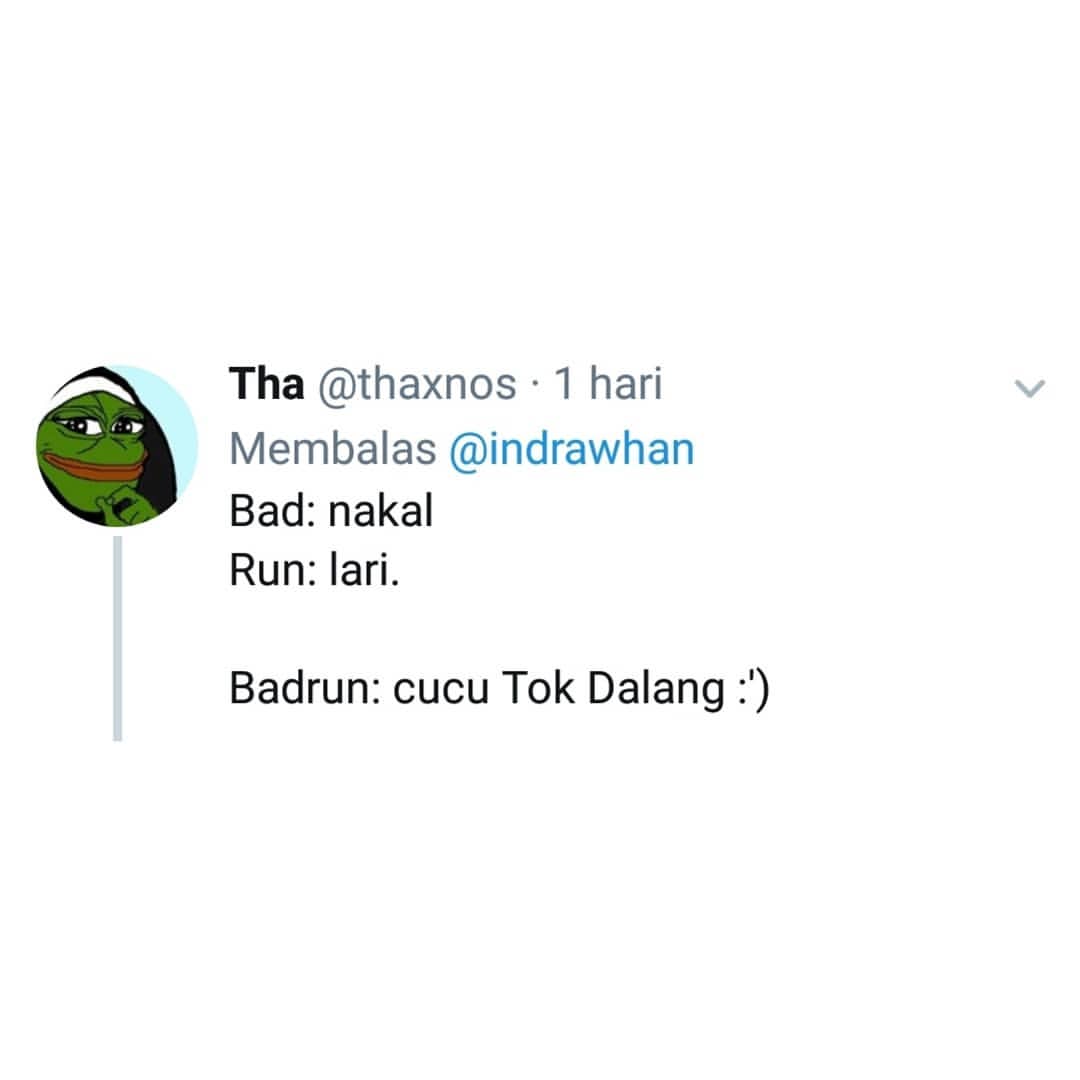 Tha @thaxnos · 1 hari
Membalas @indrawhan
Bad: nakal
Run: lari.
Badrun: cucu Tok Dalang :')